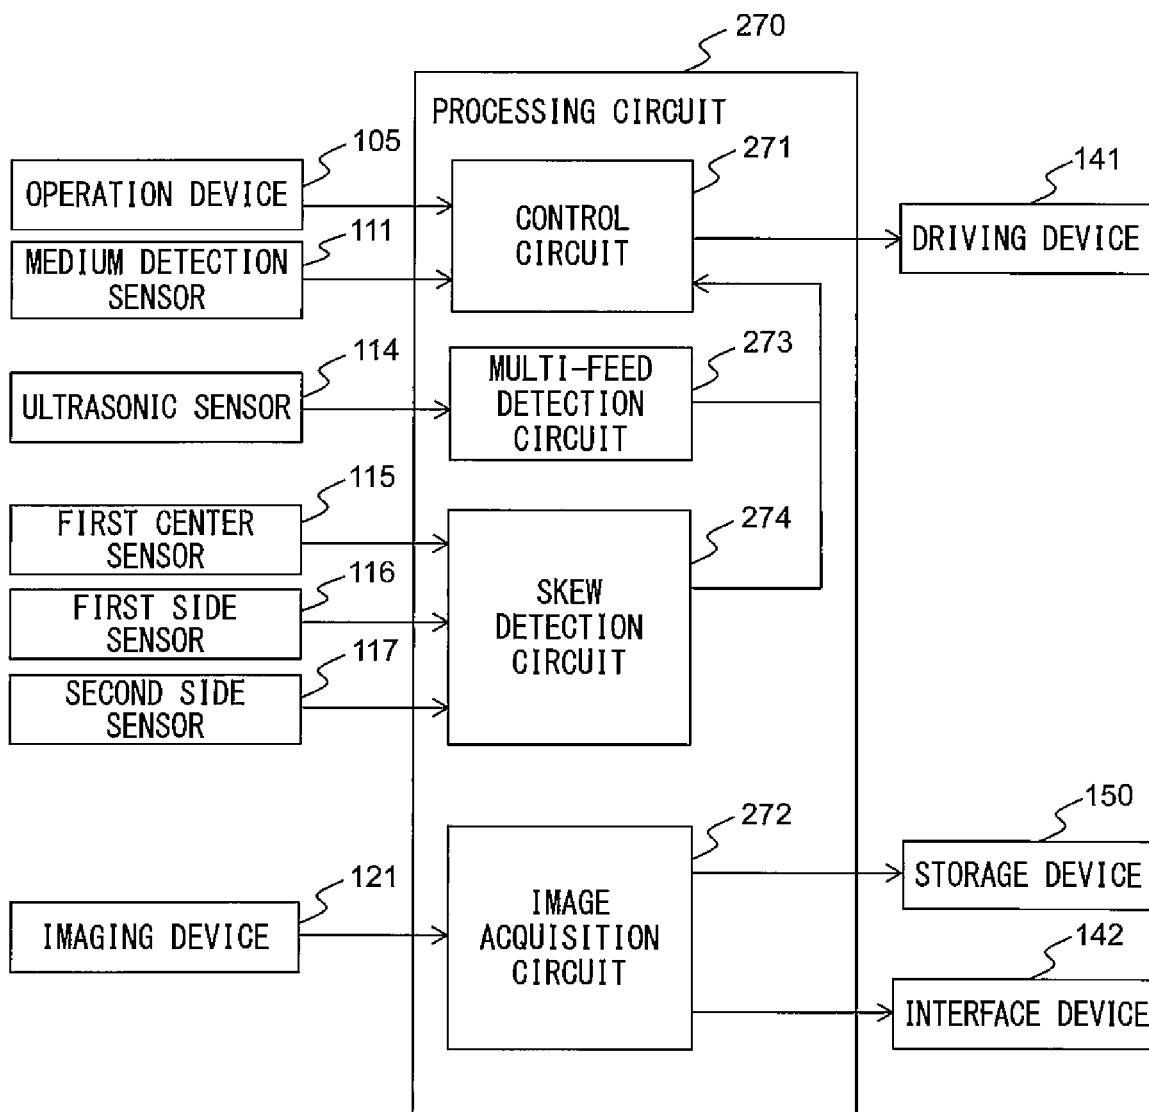 270
PROCESSING CIRCUIT
105
OPERATION DEVICE
271
CONTROL
CIRCUIT
141
DRIVING DEVICE
111
MEDIUM DETECTION
SENSOR
114
ULTRASONIC SENSOR
273
MULTI-FEED
DETECTION
CIRCUIT
115
FIRST CENTER
SENSOR
274
SKEW
DETECTION
CIRCUIT
116
FIRST SIDE
SENSOR
117
SECOND SIDE
SENSOR
272
IMAGE
ACQUISITION
CIRCUIT
150
STORAGE DEVICE
121
IMAGING DEVICE
142
INTERFACE DEVICE